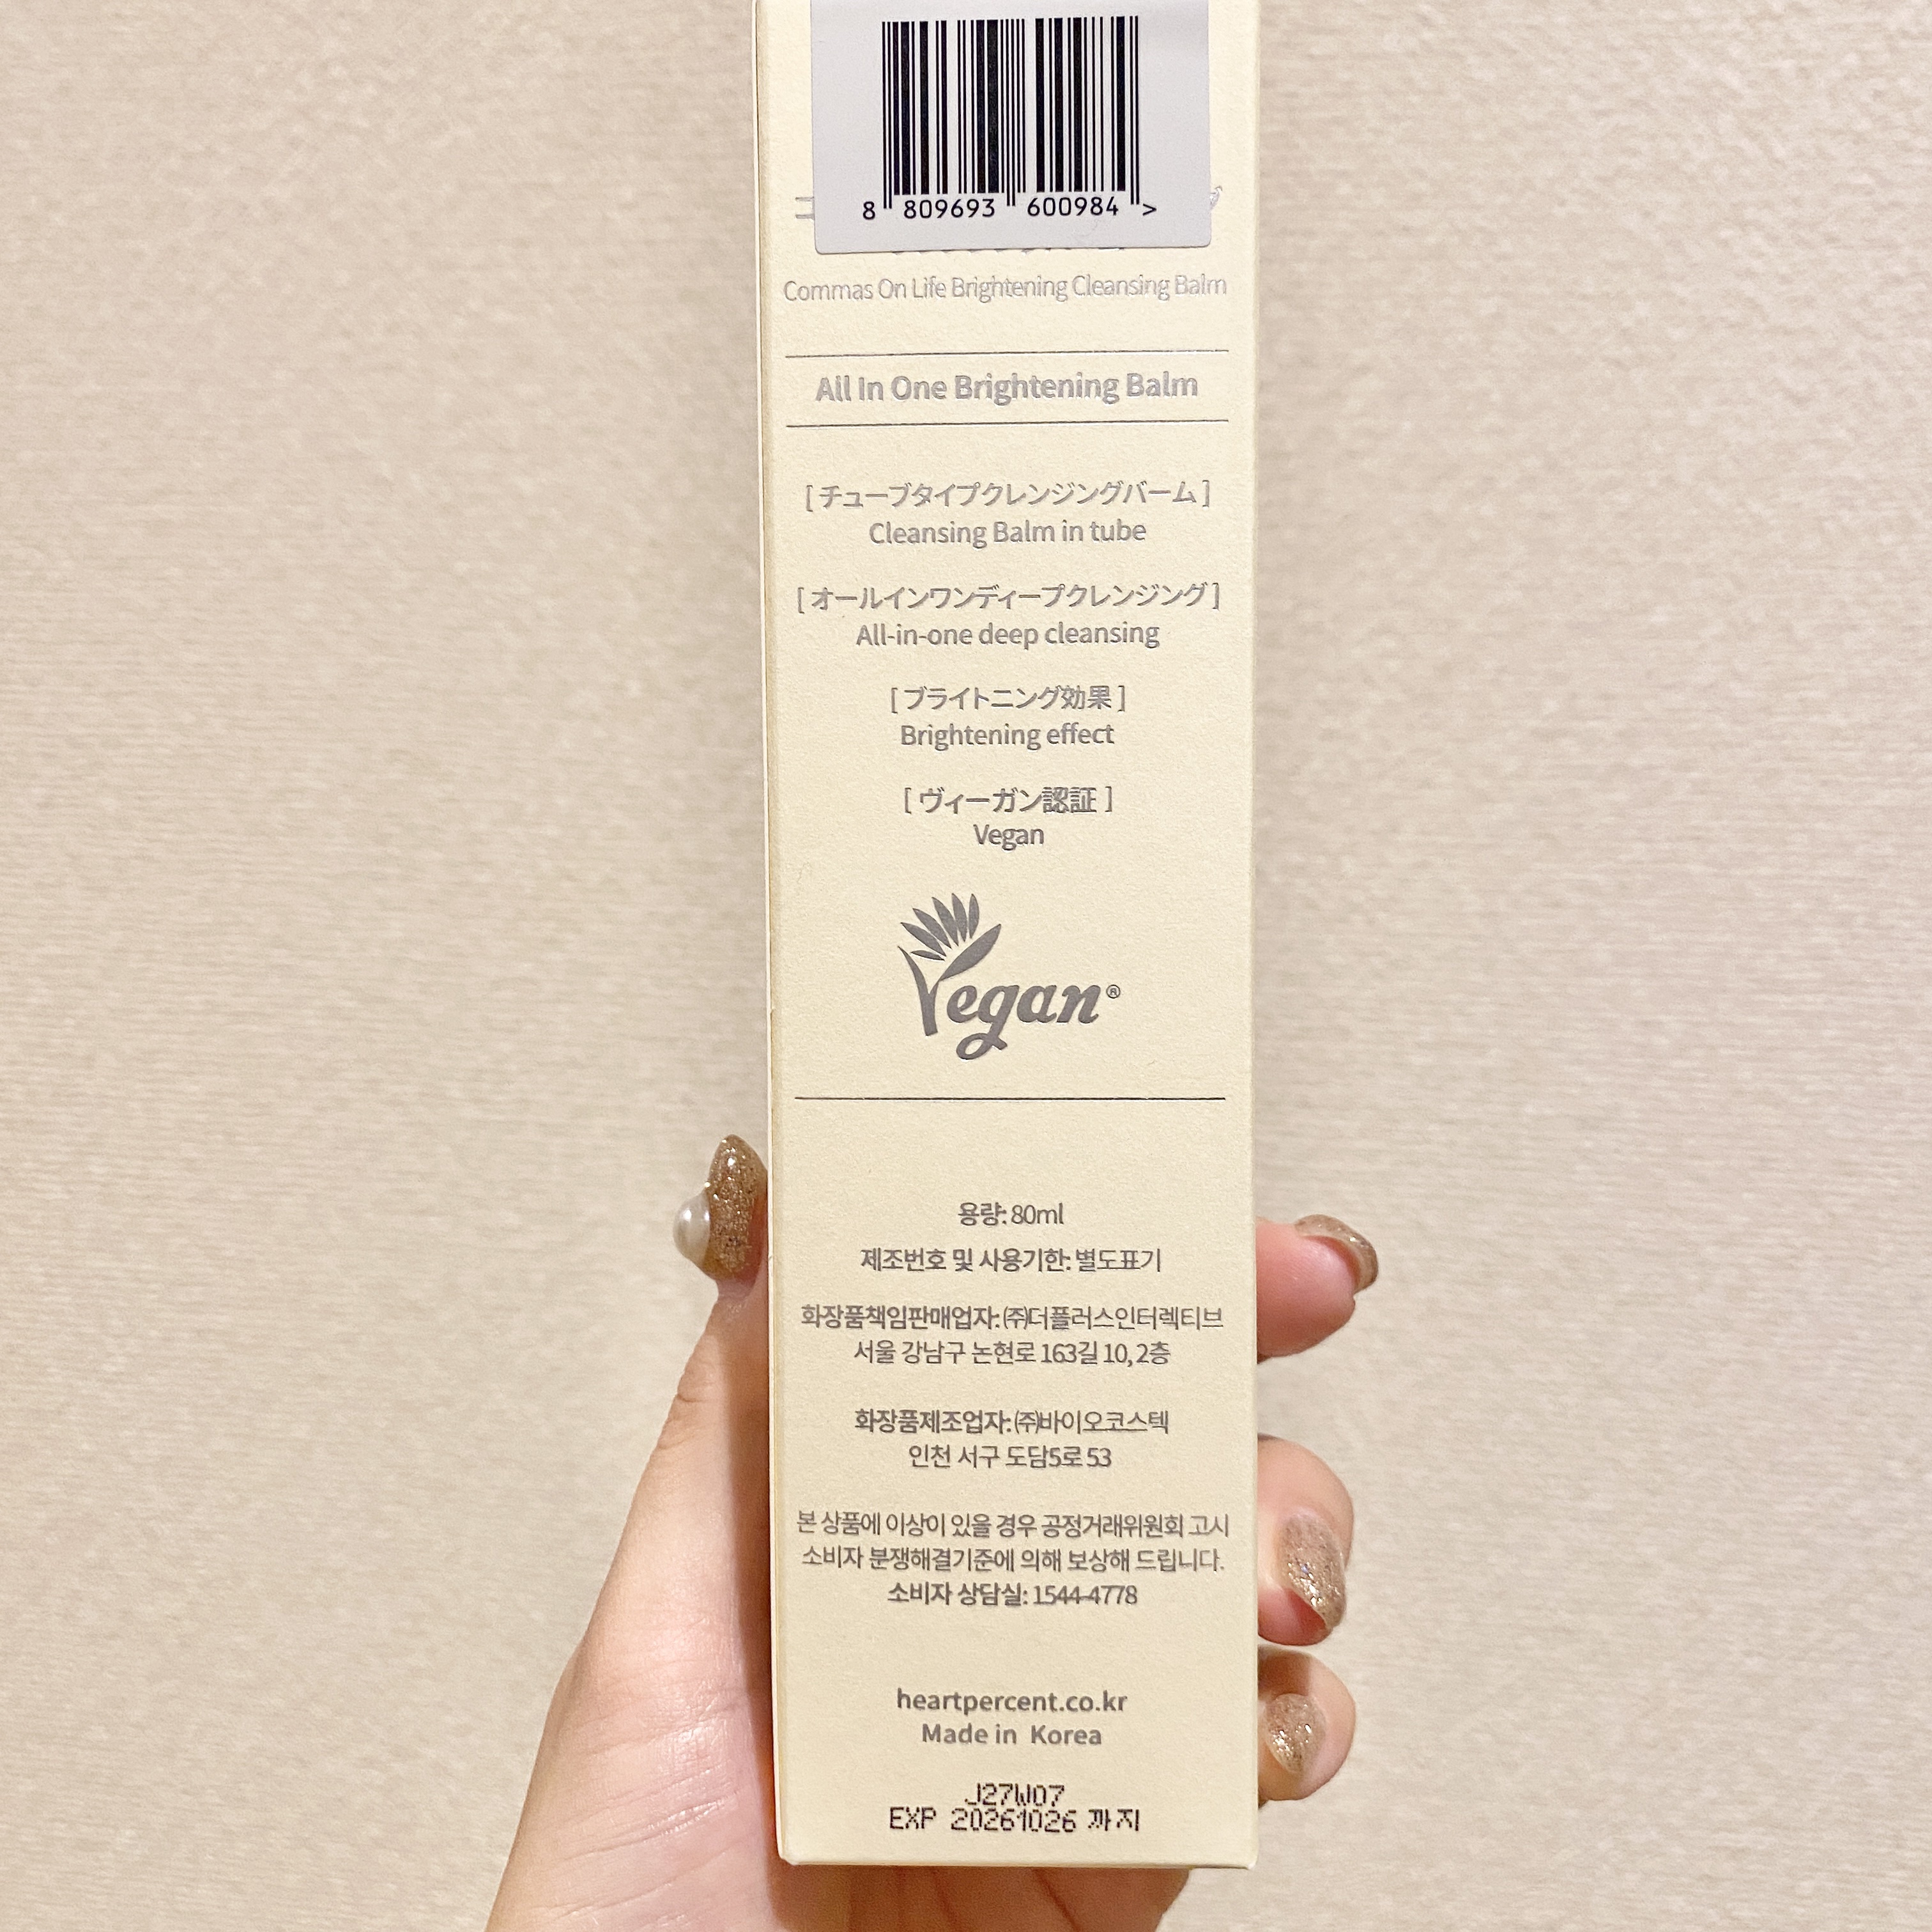 8 809693 600984 >
Commas On Life Brightening Cleansing Balm
All In One Brightening Balm
[ チューブタイプクレンジングバーム ]
Cleansing Balm in tube
[ オールインワンディープクレンジング ]
All-in-one deep cleansing
[ ブライトニング効果 ]
Brightening effect
[ ヴィーガン認証 ]
Vegan
Vegan®
용량: 80ml
제조번호 및 사용기한: 별도표기
화장품책임판매업자: ㈜더플러스인터렉티브
서울 강남구 논현로 163길 10, 2층
화장품제조업자: ㈜바이오코스텍
인천 서구 도담5로 53
본 상품에 이상이 있을 경우 공정거래위원회 고시
소비자 분쟁해결기준에 의해 보상해 드립니다.
소비자 상담실: 1544-4778
heartpercent.co.kr
Made in Korea
J27W07
EXP 20261026 까지